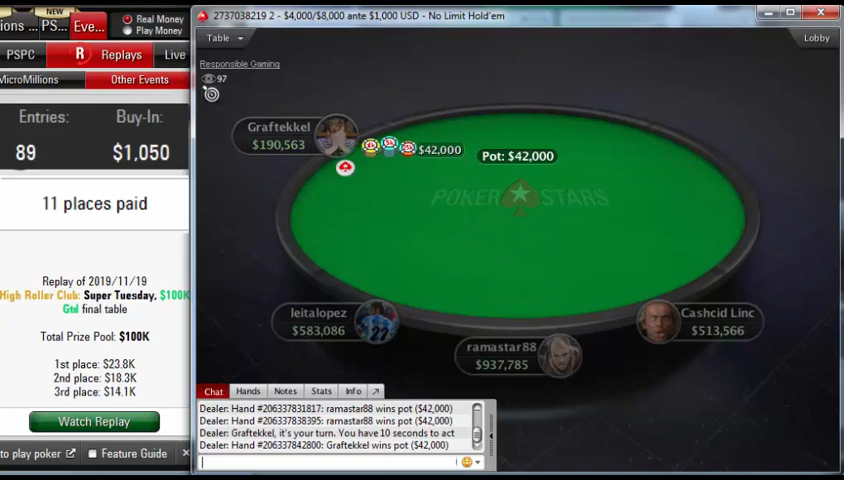 ions ...
NEW
PS...
Eve...
Real Money
Play Money
PSPC
R Replays
Live
MicroMillions
Other Events
Entries:
Buy-In:
89
$1,050
11 places paid
Replay of 2019/11/19
High Roller Club: Super Tuesday, $100K
Gtd final table
Total Prize Pool: $100K
1st place: $23.8K
2nd place: $18.3K
3rd place: $14.1K
Watch Replay
to play poker
Feature Guide
2737038219 2 - $4,000/$8,000 ante $1,000 USD - No Limit Hold'em
Table
Lobby
Responsible Gaming
97
Graftekkel
$190,563
$42,000
Pot: $42,000
POKER STARS
leitalopez
$583,086
ramastar88
$937,785
Cashcid Linc
$513,566
Chat
Hands
Notes
Stats
Info
Dealer: Hand #206337831817: ramastar88 wins pot ($42,000)
Dealer: Hand #206337838395: ramastar88 wins pot ($42,000)
Dealer: Graftekkel, it's your turn. You have 10 seconds to act
Dealer: Hand #206337842800: Graftekkel wins pot ($42,000)